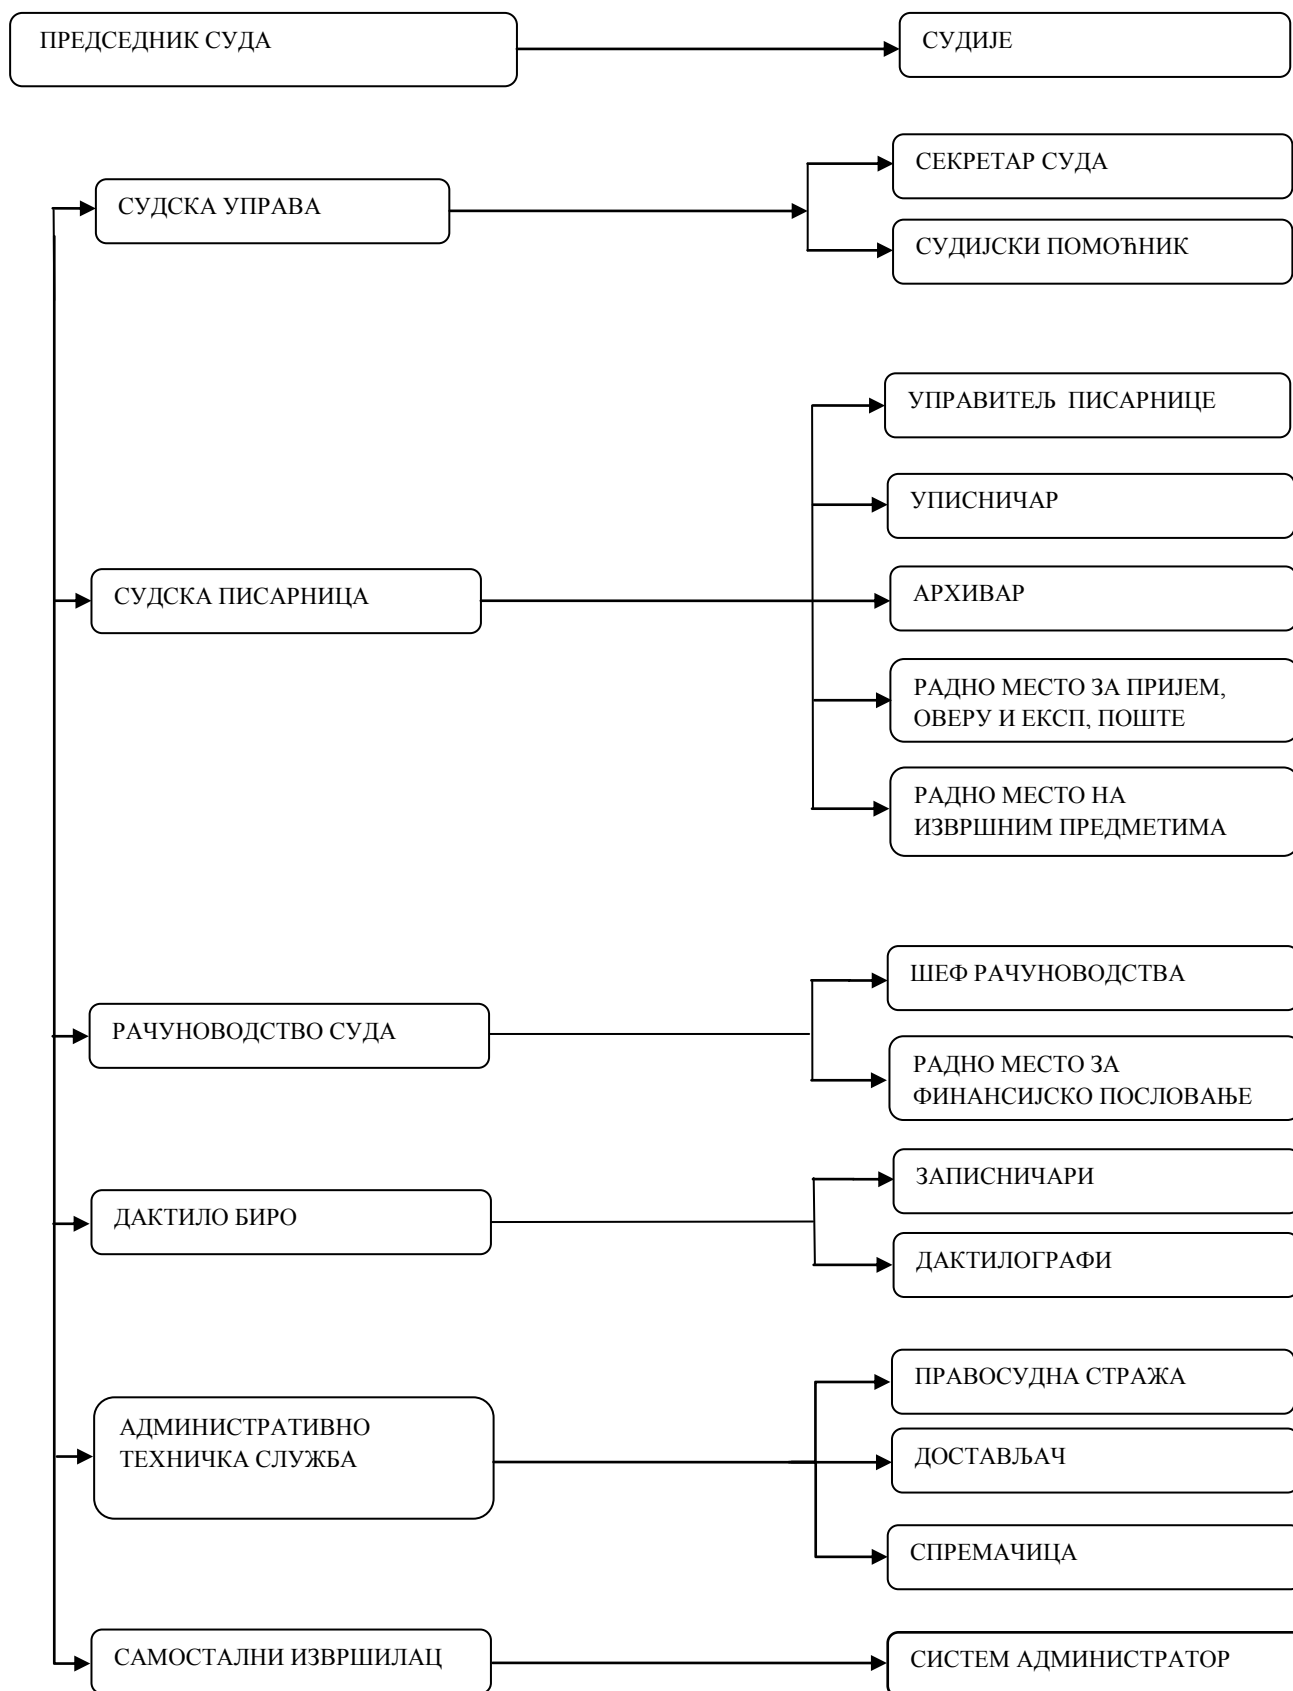 ПРЕДСЕДНИК СУДА
СУДИЈЕ
СУДСКА УПРАВА
СЕКРЕТАР СУДА
СУДИЈСКИ ПОМОЋНИК
СУДСКА ПИСАРНИЦА
УПРАВИТЕЉ ПИСАРНИЦЕ
УПИСНИЧАР
АРХИВАР
РАДНО МЕСТО ЗА ПРИЈЕМ,
ОВЕРУ И ЕКСП, ПОШТЕ
РАДНО МЕСТО НА
ИЗВРШНИМ ПРЕДМЕТИМА
РАЧУНОВОДСТВО СУДА
ШЕФ РАЧУНОВОДСТВА
РАДНО МЕСТО ЗА
ФИНАНСИЈСКО ПОСЛОВАЊЕ
ДАКТИЛО БИРО
ЗАПИСНИЧАРИ
ДАКТИЛОГРАФИ
АДМИНИСТРАТИВНО
ТЕХНИЧКА СЛУЖБА
ПРАВОСУДНА СТРАЖА
ДОСТАВЉАЧ
СПРЕМАЧИЦА
САМОСТАЛНИ ИЗВРШИЛАЦ
СИСТЕМ АДМИНИСТРАТОР